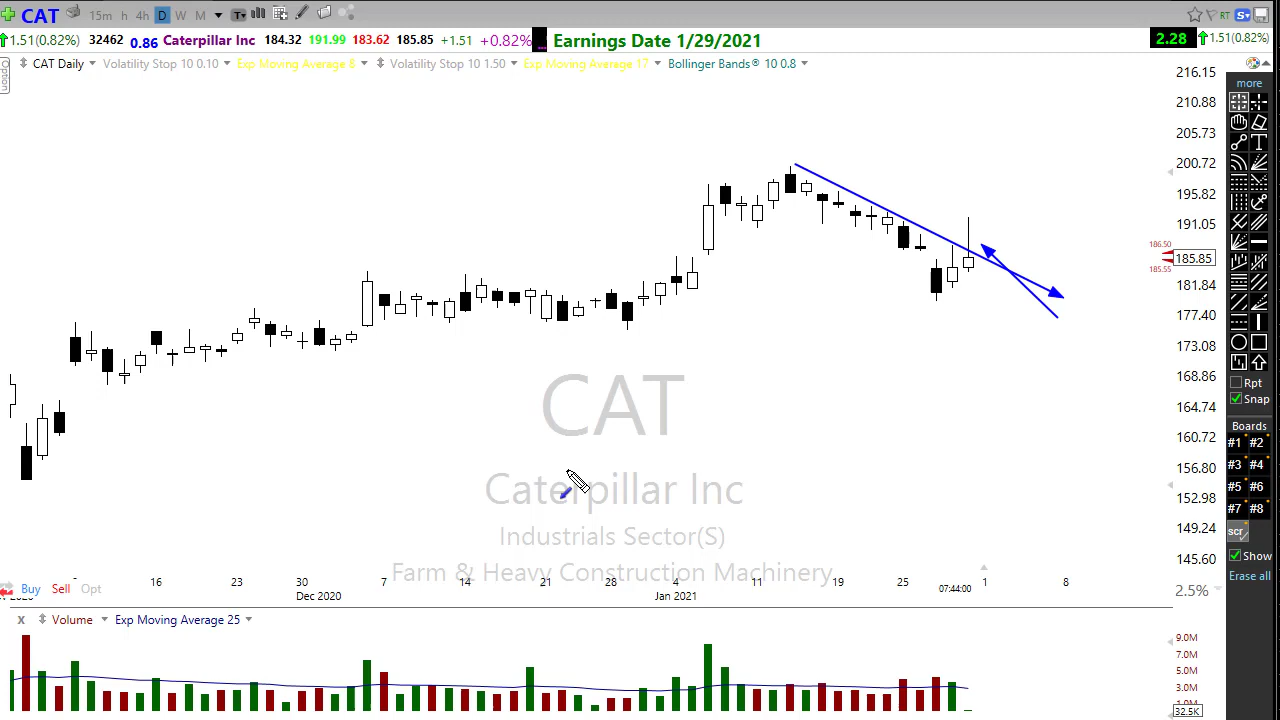 CAT 15m h 4h D W M T RT S
1.51(0.82%) 32462 0.86 Caterpillar Inc 184.32 191.99 183.62 185.85 +1.51 +0.82% Earnings Date 1/29/2021 2.28 1.51(0.82%)
Option
CAT Daily Volatility Stop 10 0.10 Exp Moving Average 8 Volatility Stop 10 1.50 Exp Moving Average 17 Bollinger Bands® 10 0.8
216.15
210.88
205.73
200.72
195.82
191.05
186.50
185.85
185.55
181.84
177.40
173.08
168.86
164.74
160.72
156.80
152.98
149.24
145.60
2.5%
more
T
Rpt
Snap
Boards
#1 #2
#3 #4
#5 #6
#7 #8
scr
Show
Erase all
CAT
Caterpillar Inc
Industrials Sector(S)
Farm & Heavy Construction Machinery
16 23 30 7 14 21 28 4 11 19 25 1 8
Buy Sell Opt
Dec 2020 Jan 2021 07:44:00
X Volume Exp Moving Average 25
9.0M
7.0M
5.0M
3.0M
32.5K